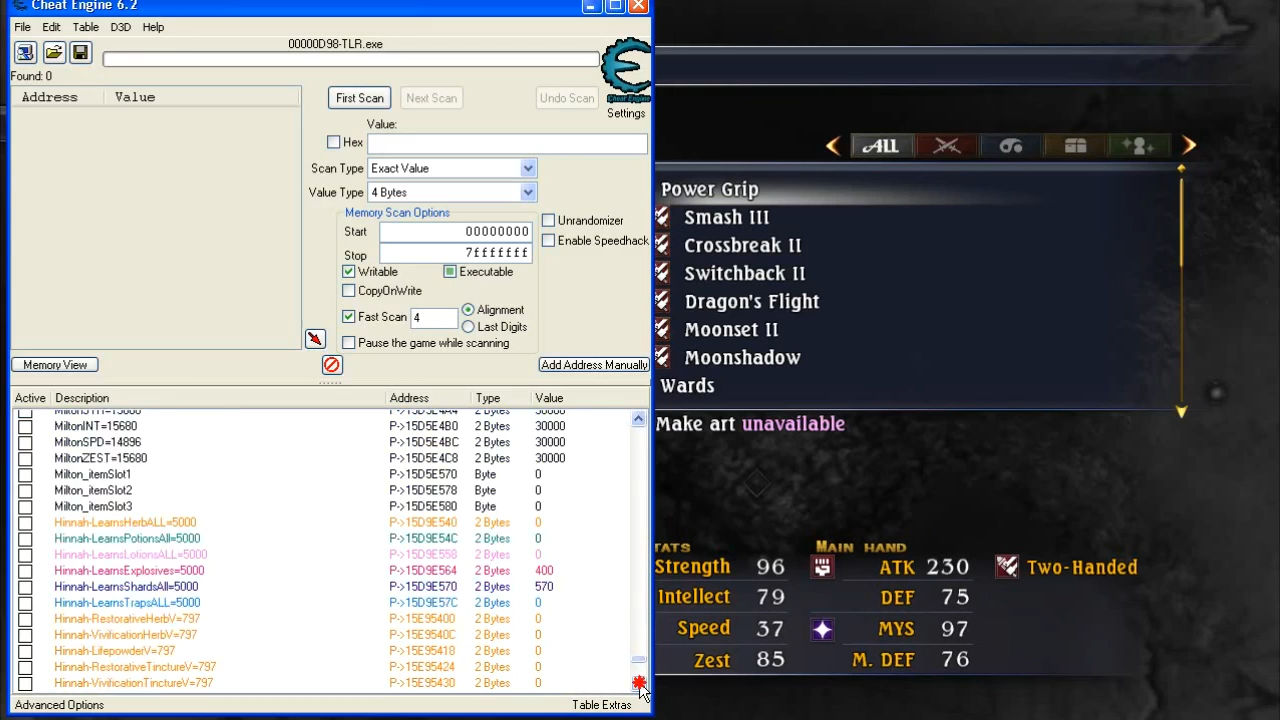 Cheat Engine 6.2
File Edit Table D3D Help
00000D98-TLR.exe
Found: 0
Address Value
First Scan Next Scan Undo Scan
Cheat Engine
Settings
Value:
Hex
Scan Type Exact Value
Value Type 4 Bytes
Memory Scan Options
Start 00000000
Stop 7fffffff
Writable Executable
CopyOnWrite
Fast Scan 4 Alignment
Last Digits
Pause the game while scanning
Unrandomizer
Enable Speedhack
Memory View Add Address Manually
Active Description Address Type Value
MiltonINT=15680 P->15D5E4B0 2 Bytes 30000
MiltonSPD=14896 P->15D5E4BC 2 Bytes 30000
MiltonZEST=15680 P->15D5E4C8 2 Bytes 30000
Milton_itemSlot1 P->15D5E570 Byte 0
Milton_itemSlot2 P->15D5E578 Byte 0
Milton_itemSlot3 P->15D5E580 Byte 0
Hinnah-LearnsHerbALL=5000 P->15D9E540 2 Bytes 0
Hinnah-LearnsPotionsAll=5000 P->15D9E54C 2 Bytes 0
Hinnah-LearnsLotionsALL=5000 P->15D9E558 2 Bytes 0
Hinnah-LearnsExplosives=5000 P->15D9E564 2 Bytes 400
Hinnah-LearnsShardsAll=5000 P->15D9E570 2 Bytes 570
Hinnah-LearnsTrapsALL=5000 P->15D9E57C 2 Bytes 0
Hinnah-RestorativeHerbV=797 P->15E95400 2 Bytes 0
Hinnah-VivificationHerbV=797 P->15E9540C 2 Bytes 0
Hinnah-LifepowderV=797 P->15E95418 2 Bytes 0
Hinnah-RestorativeTinctureV=797 P->15E95424 2 Bytes 0
Hinnah-VivificationTinctureV=797 P->15E95430 2 Bytes 0
Advanced Options Table Extras
ALL
Power Grip
Smash III
Crossbreak II
Switchback II
Dragon's Flight
Moonset II
Moonshadow
Wards
Make art unavailable
TATS MAIN HAND
Strength 96 ATK 230 Two-Handed
Intellect 79 DEF 75
Speed 37 MYS 97
Zest 85 M. DEF 76